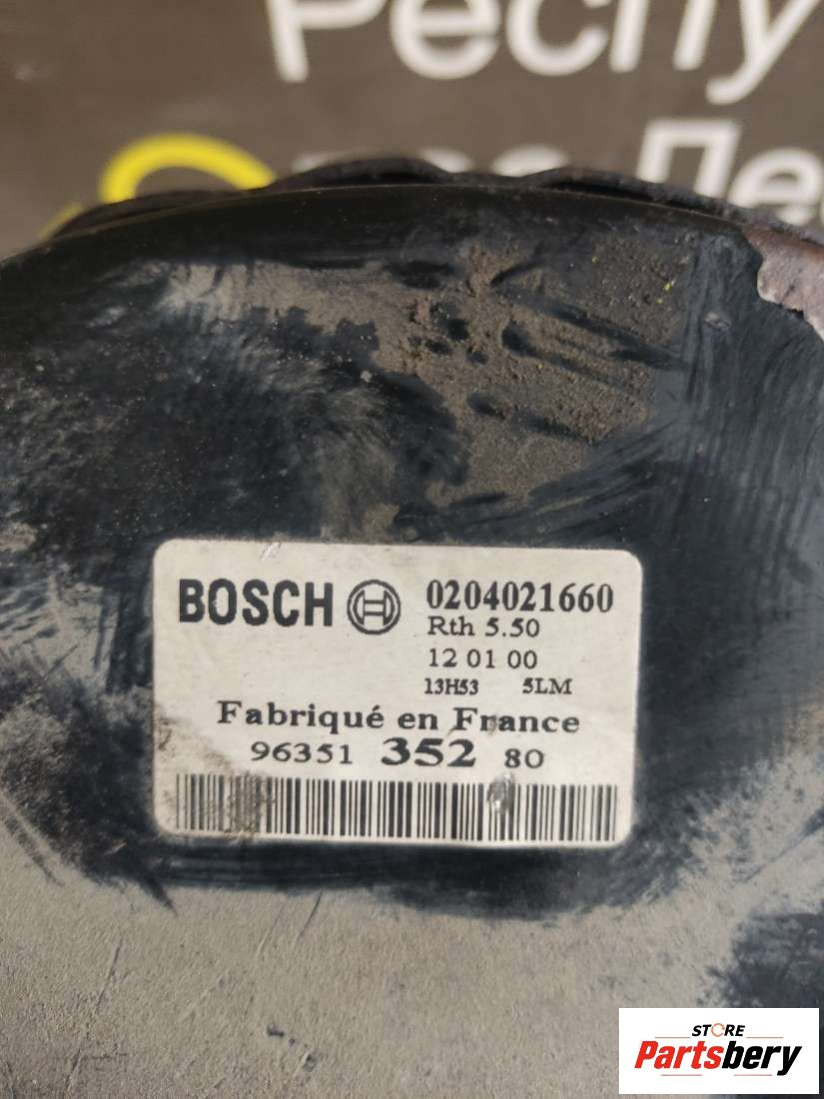 Респу
Лес
BOSCH 0204021660
Rth 5.50
12 01 00
13H53 5LM
Fabriqué en France
96351 352 80
STORE
Partsbery